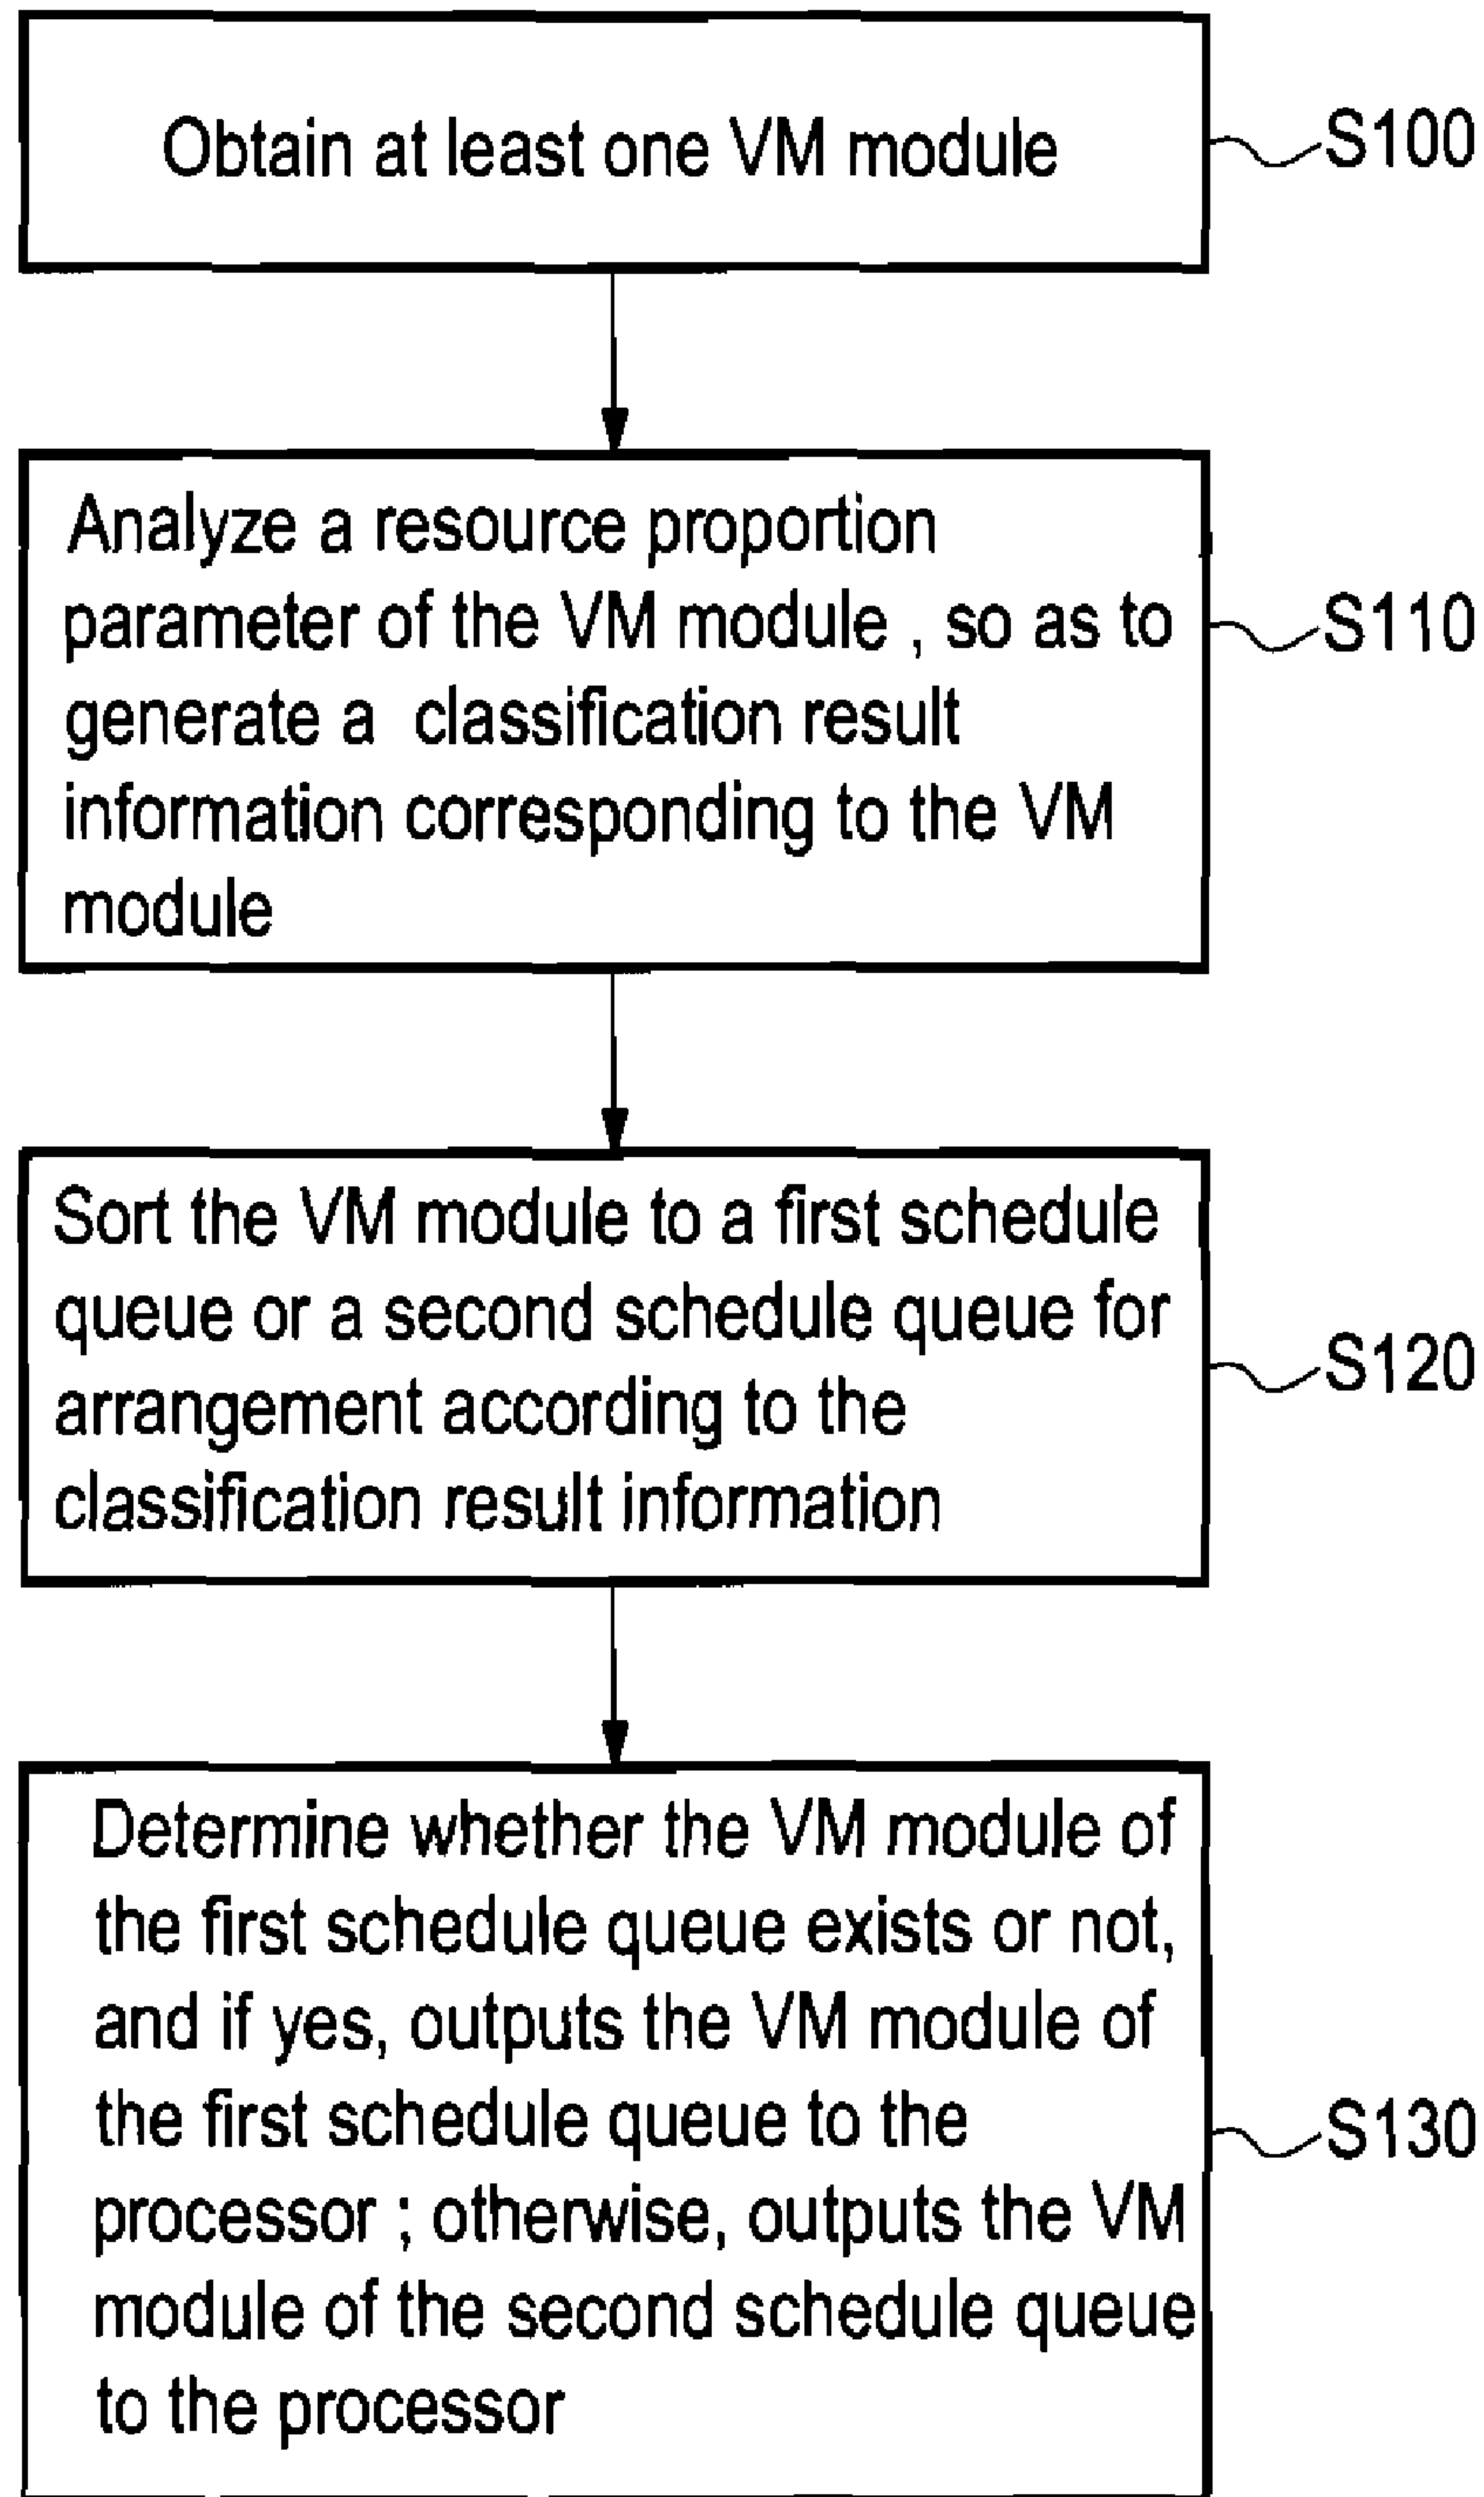 Obtain at least one VM module
S100
Analyze a resource proportion
parameter of the VM module , so as to
generate a classification result
information corresponding to the VM
module
S110
Sort the VM module to a first schedule
queue or a second schedule queue for
arrangement according to the
classification result information
S120
Determine whether the VM module of
the first schedule queue exists or not,
and if yes, outputs the VM module of
the first schedule queue to the
processor ; otherwise, outputs the VM
module of the second schedule queue
to the processor
S130